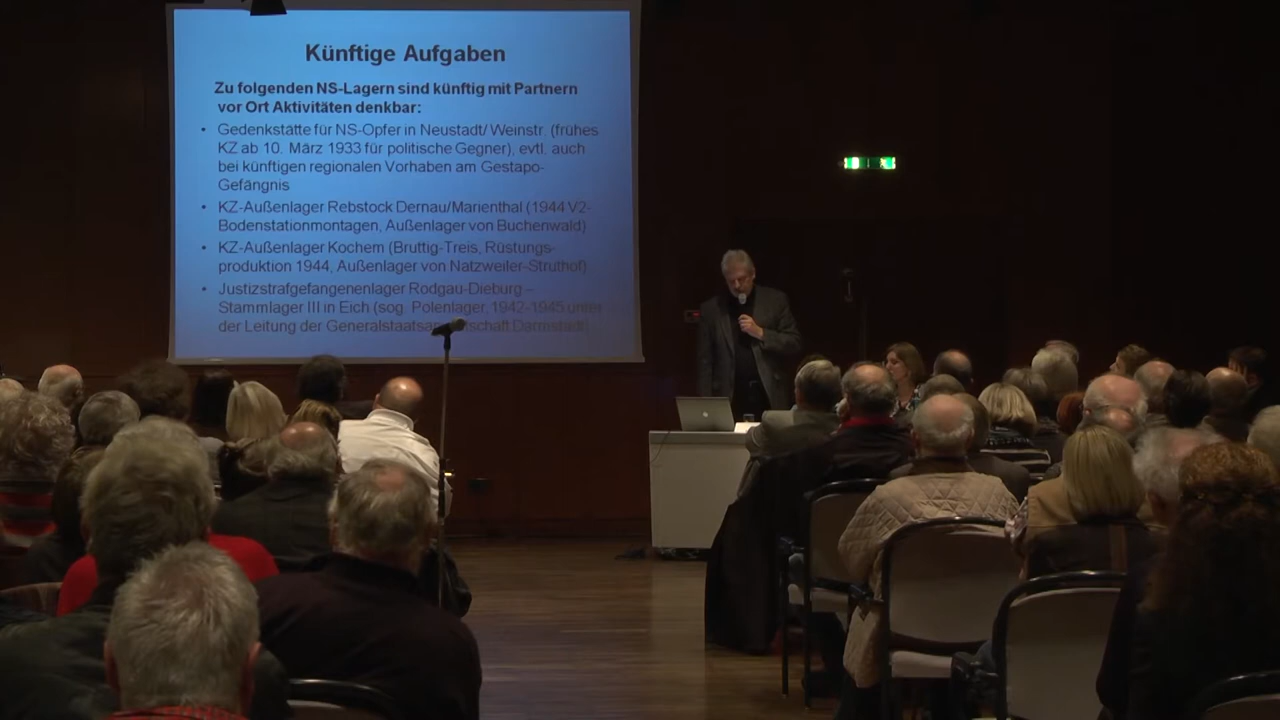 Künftige Aufgaben
Zu folgenden NS-Lagern sind künftig mit Partnern
vor Ort Aktivitäten denkbar:
• Gedenkstätte für NS-Opfer in Neustadt/ Weinstr. (frühes
KZ ab 10. März 1933 für politische Gegner), evtl. auch
bei künftigen regionalen Vorhaben am Gestapo-
Gefängnis
• KZ-Außenlager Rebstock Dernau/Marienthal (1944 V2-
Bodenstationmontagen, Außenlager von Buchenwald)
• KZ-Außenlager Kochem (Bruttig-Treis, Rüstungs-
produktion 1944, Außenlager von Natzweiler-Struthof)
• Justizstrafgefangenenlager Rodgau-Dieburg –
Stammlager III in Eich (sog. Polenlager, 1942-1945 unter
der Leitung der Generalstaatsanwaltschaft Darmstadt)